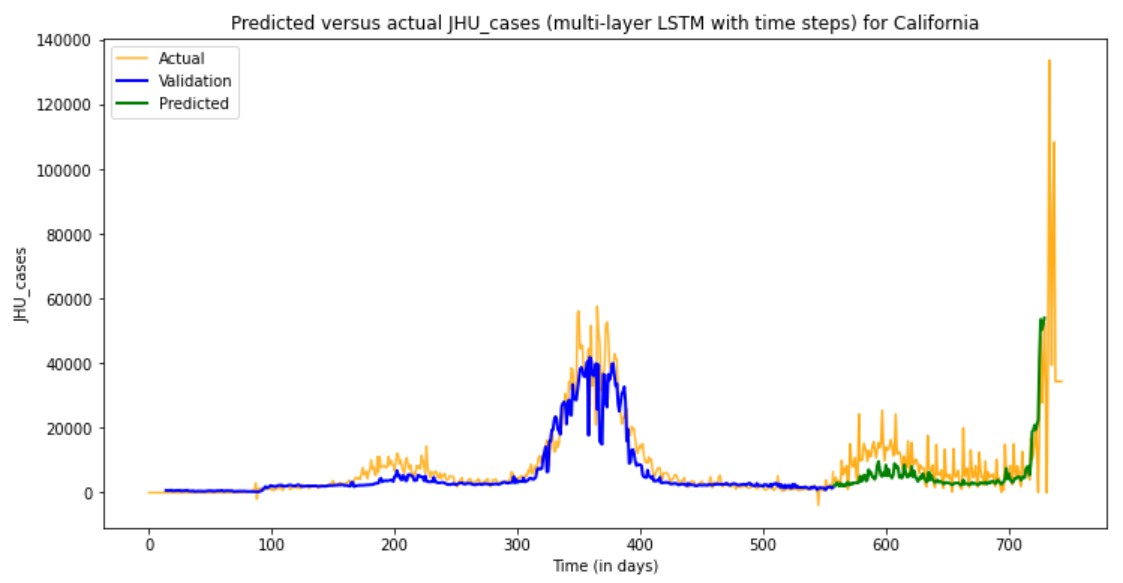 Predicted versus actual JHU_cases (multi-layer LSTM with time steps) for California
Actual
Validation
Predicted
140000
120000
100000
80000
60000
40000
20000
0
JHU_cases
0 100 200 300 400 500 600 700
Time (in days)